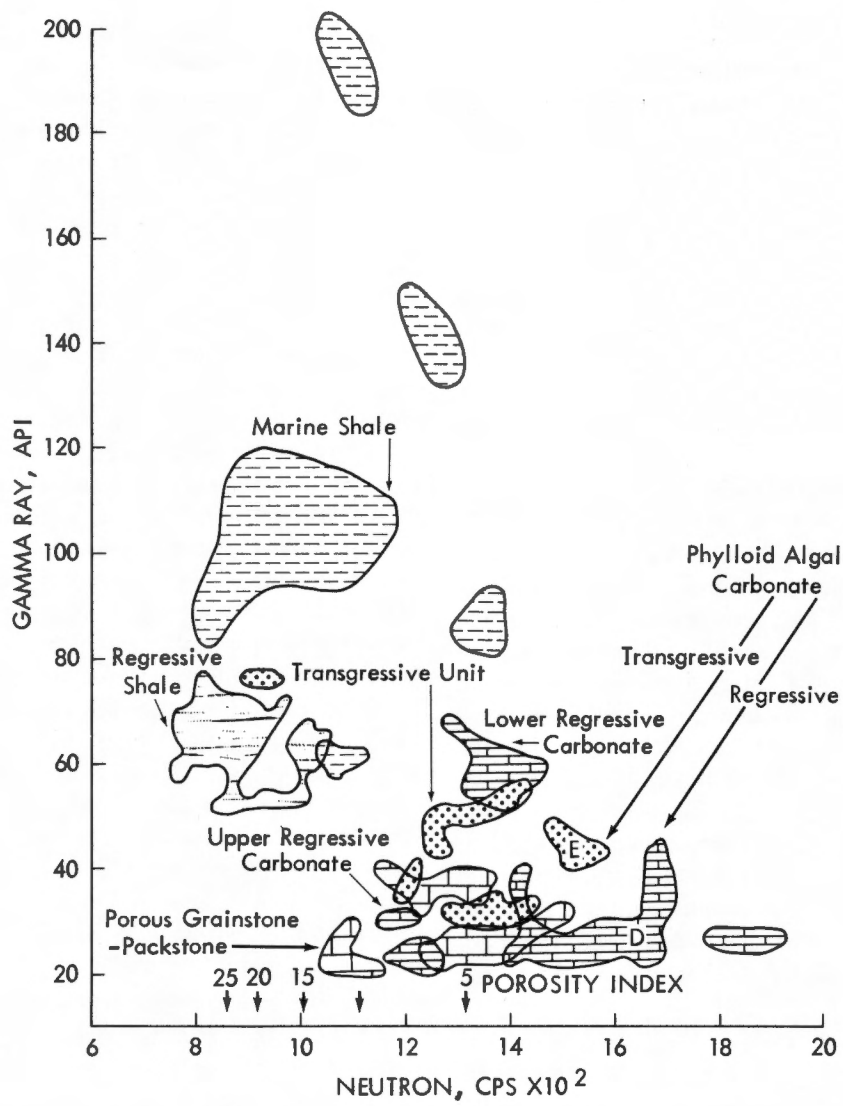 200
180
160
140
120
100
80
60
40
20
GAMMA RAY, API
Marine Shale
Phylloid Algal
Carbonate
Transgressive
Regressive
Regressive
Shale
Transgressive Unit
Lower Regressive
Carbonate
Upper Regressive
Carbonate
E
Porous Grainstone
-Packstone
D
25 20 15 5 POROSITY INDEX
6 8 10 12 14 16 18 20
NEUTRON, CPS X10²